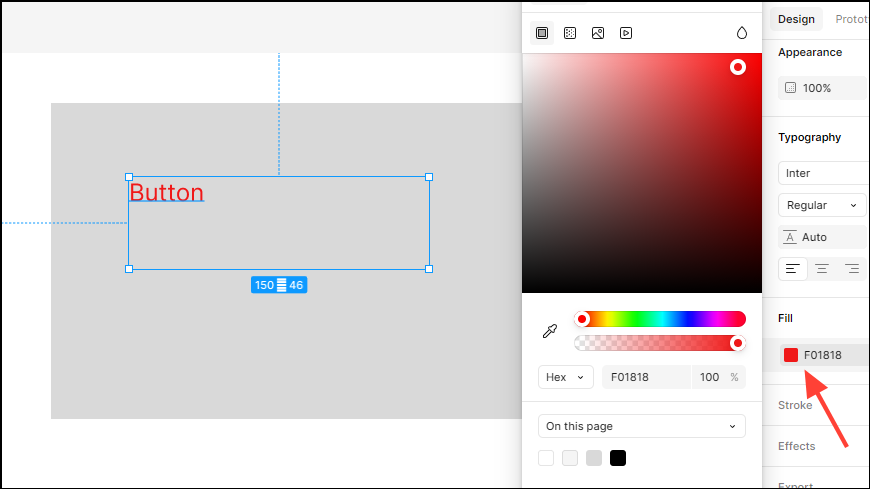 Design Protot
Appearance
100%
Typography
Inter
Regular
A Auto
Button
150 46
Fill
F01818
Hex F01818 100 %
Stroke
On this page
Effects
Export